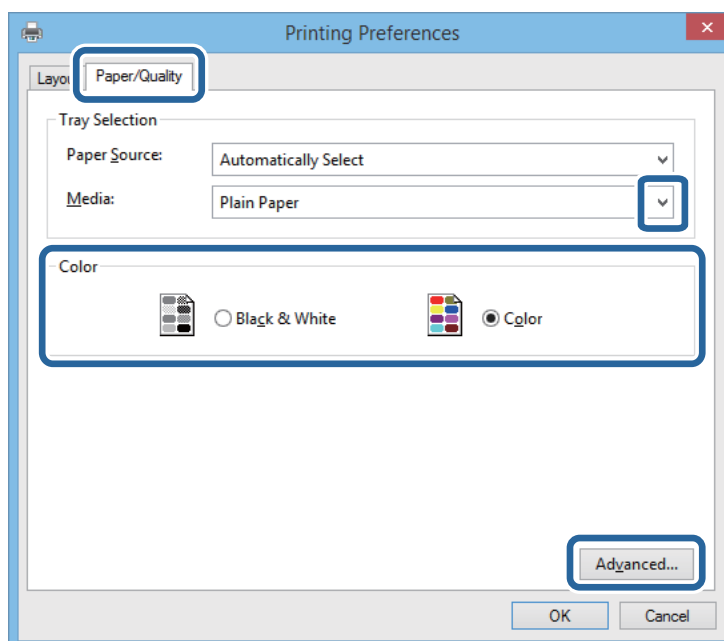 Printing Preferences
Layou
Paper/Quality
Tray Selection
Paper Source:
Automatically Select
Media:
Plain Paper
Color
Black & White
Color
Advanced...
OK
Cancel